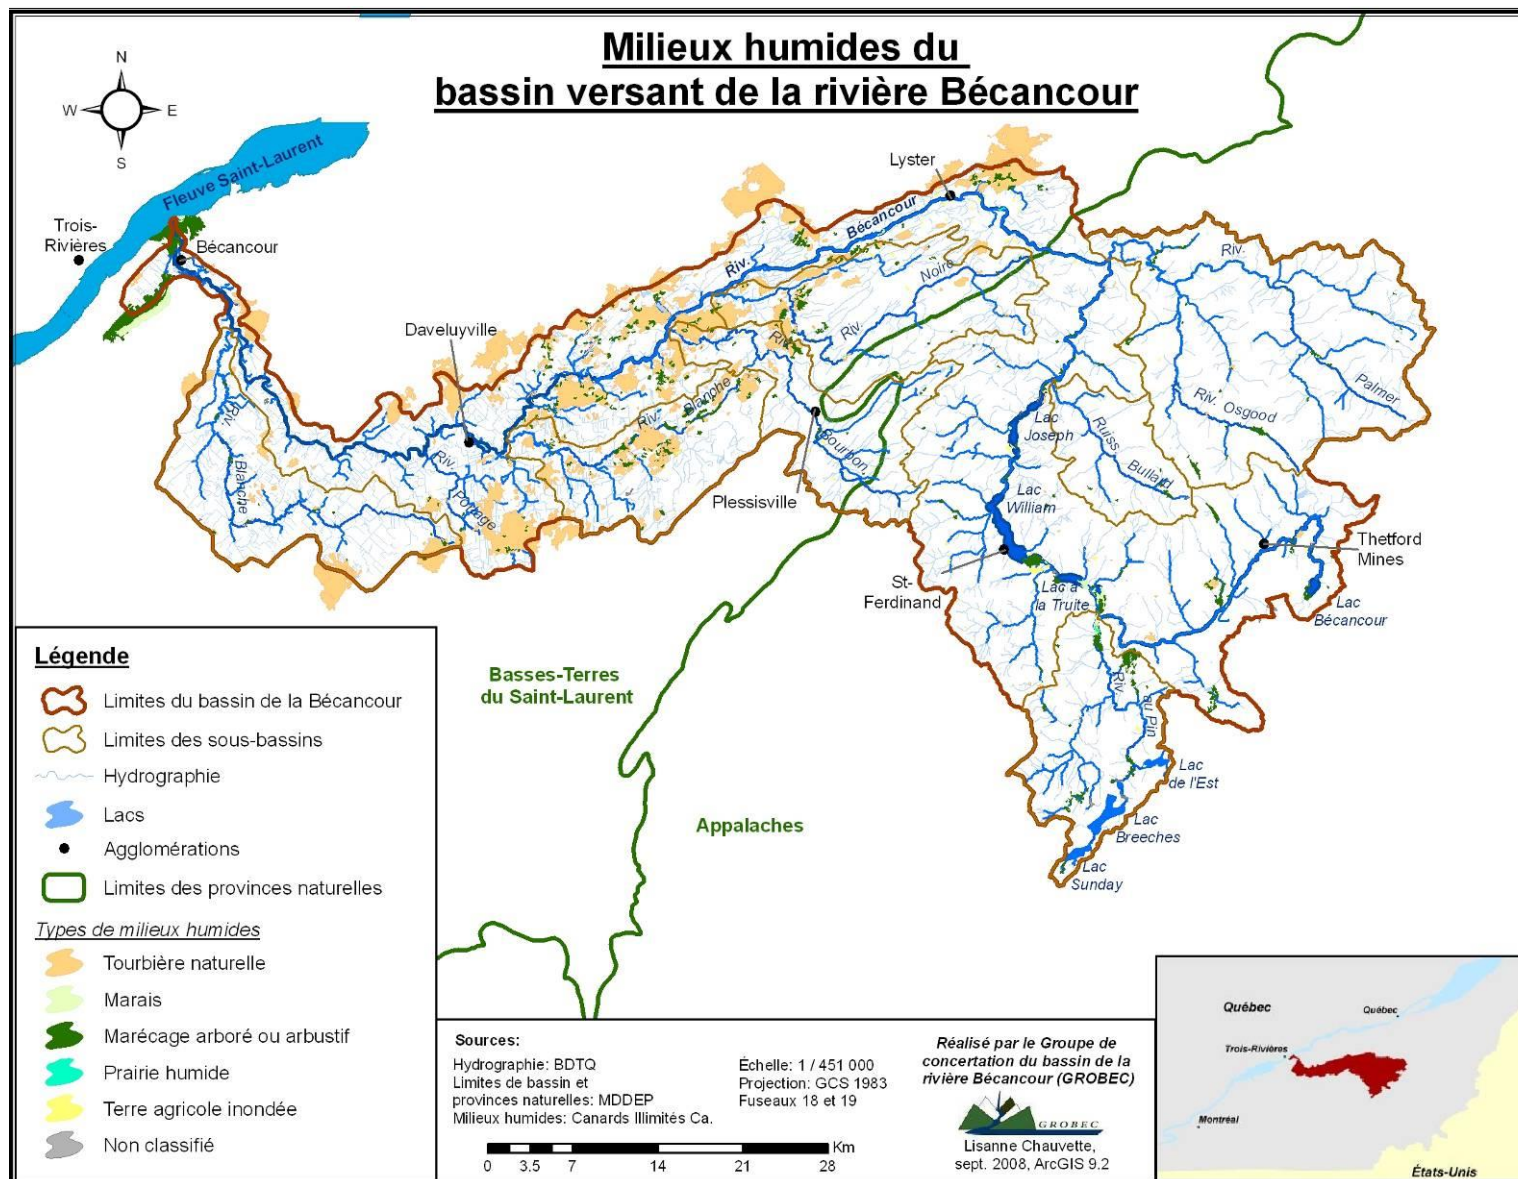 Milieux humides du
bassin versant de la rivière Bécancour
N
W
E
S
Fleuve Saint-Laurent
Trois-
Rivières
Bécancour
Lyster
Riv.
Bécancour
Riv.
Noire
Riv.
Palmer
Daveluyville
Riv.
Riv.
Blanche
Riv. Osgood
Lac
Joseph
Ruiss.
Bullard
Riv.
Blanche
Riv.
Portage
Bourbon
Plessisville
Lac
William
Thetford
Mines
St-
Ferdinand
Lac à
la Truite
Lac
Bécancour
Riv.
au Pin
Lac
de l'Est
Lac
Breeches
Lac
Sunday
Basses-Terres
du Saint-Laurent
Appalaches
Légende
Limites du bassin de la Bécancour
Limites des sous-bassins
Hydrographie
Lacs
Agglomérations
Limites des provinces naturelles
Types de milieux humides
Tourbière naturelle
Marais
Marécage arboré ou arbustif
Prairie humide
Terre agricole inondée
Non classifié
Sources:
Hydrographie: BDTQ
Limites de bassin et
provinces naturelles: MDDEP
Milieux humides: Canards Illimités Ca.
Échelle: 1 / 451 000
Projection: GCS 1983
Fuseaux 18 et 19
Réalisé par le Groupe de
concertation du bassin de la
rivière Bécancour (GROBEC)
GROBEC
Lisanne Chauvette,
sept. 2008, ArcGIS 9.2
Km
0 3.5 7 14 21 28
Québec
Québec
Trois-Rivières
Montréal
États-Unis